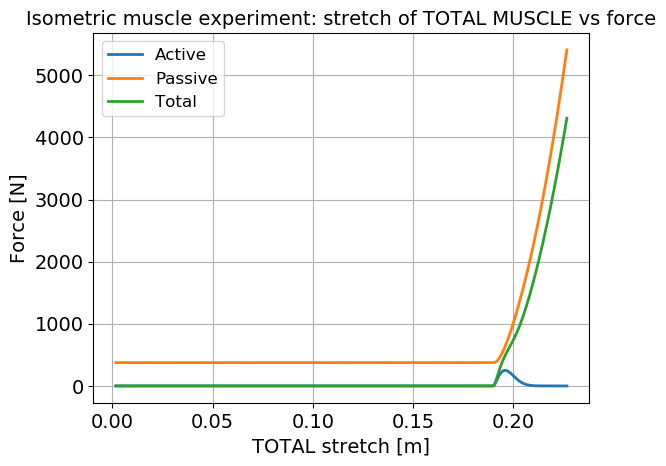 Isometric muscle experiment: stretch of TOTAL MUSCLE vs force
Active
Passive
Total
5000
4000
3000
2000
1000
0
Force [N]
0.00 0.05 0.10 0.15 0.20
TOTAL stretch [m]